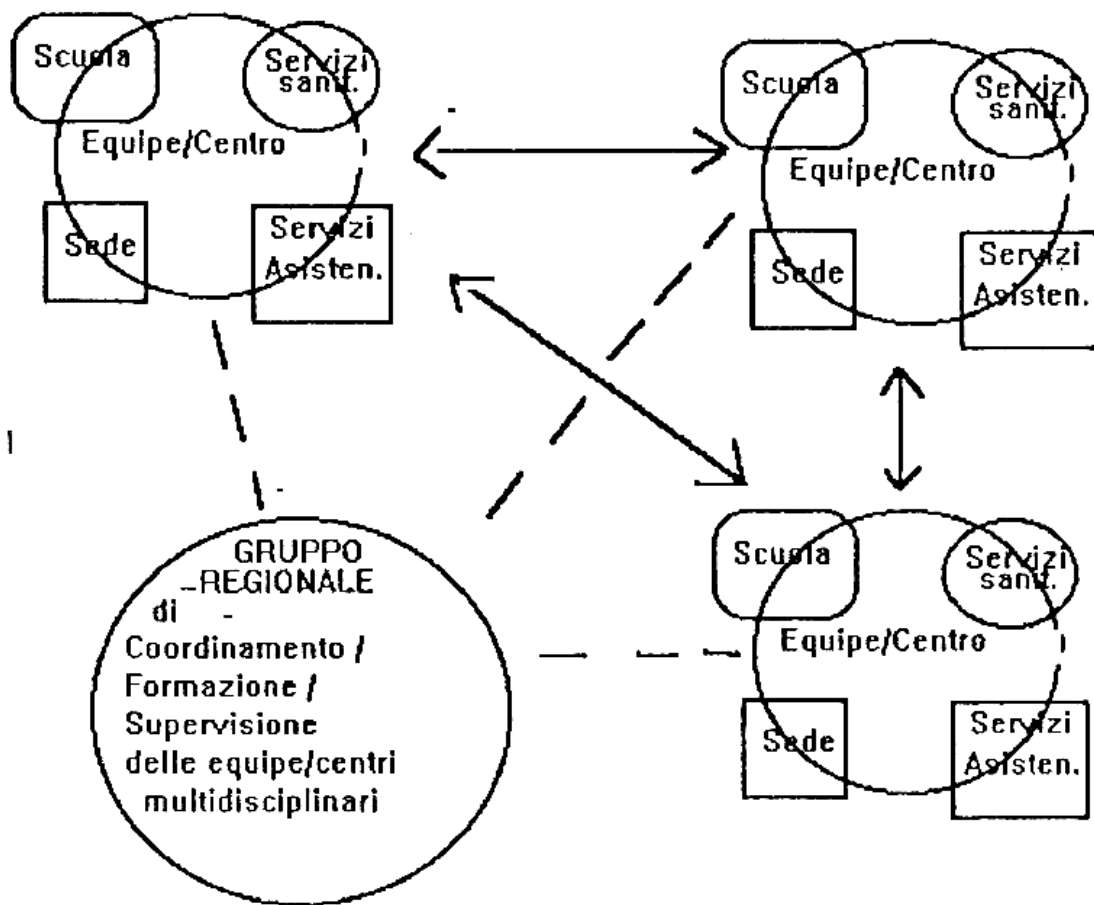 Scuola
Servizi
sanit.
Equipe/Centro
Sede
Servizi
Asisten.
Scuola
Servizi
sanit.
Equipe/Centro
Sede
Servizi
Asisten.
GRUPPO
REGIONALE
di
Coordinamento /
Formazione /
Supervisione
delle equipe/centri
multidisciplinari
Scuola
Servizi
sanit.
Equipe/Centro
Sede
Servizi
Asisten.